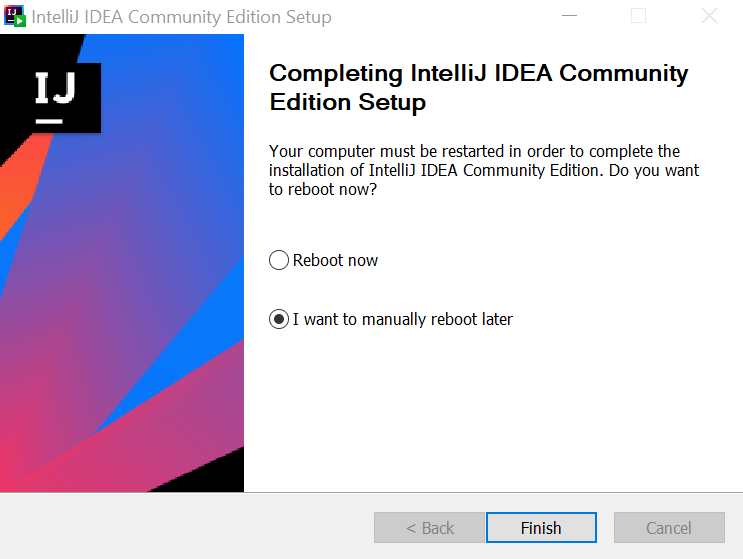 IJ
IntelliJ IDEA Community Edition Setup
IJ
Completing IntelliJ IDEA Community
Edition Setup
Your computer must be restarted in order to complete the
installation of IntelliJ IDEA Community Edition. Do you want
to reboot now?
Reboot now
I want to manually reboot later
< Back
Finish
Cancel